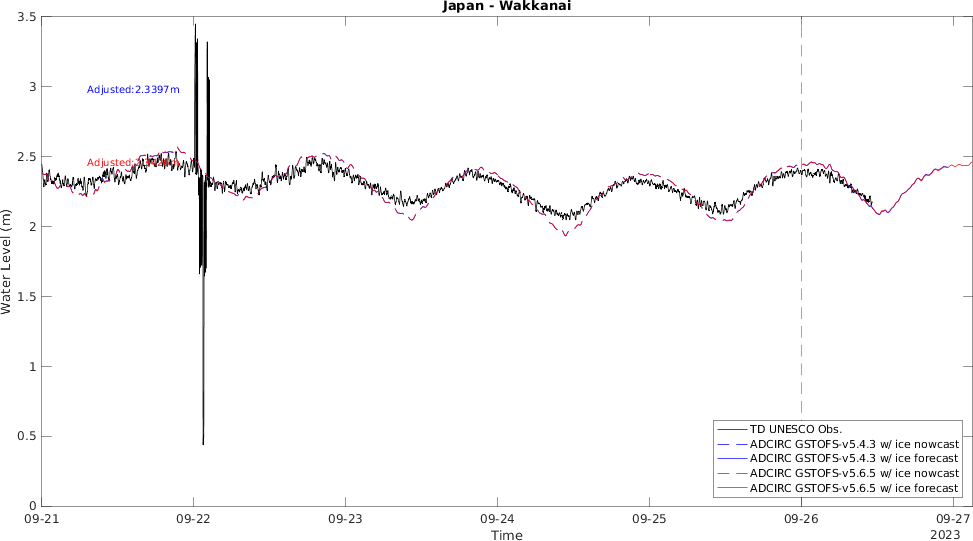 Japan - Wakkanai
3.5
3
2.5
2
1.5
1
0.5
0
Water Level (m)
Adjusted:2.3397m
09-21
09-22
09-23
09-24
09-25
09-26
09-27
2023
Time
TD UNESCO Obs.
ADCIRC GSTOFS-v5.4.3 w/ ice nowcast
ADCIRC GSTOFS-v5.4.3 w/ ice forecast
ADCIRC GSTOFS-v5.6.5 w/ ice nowcast
ADCIRC GSTOFS-v5.6.5 w/ ice forecast